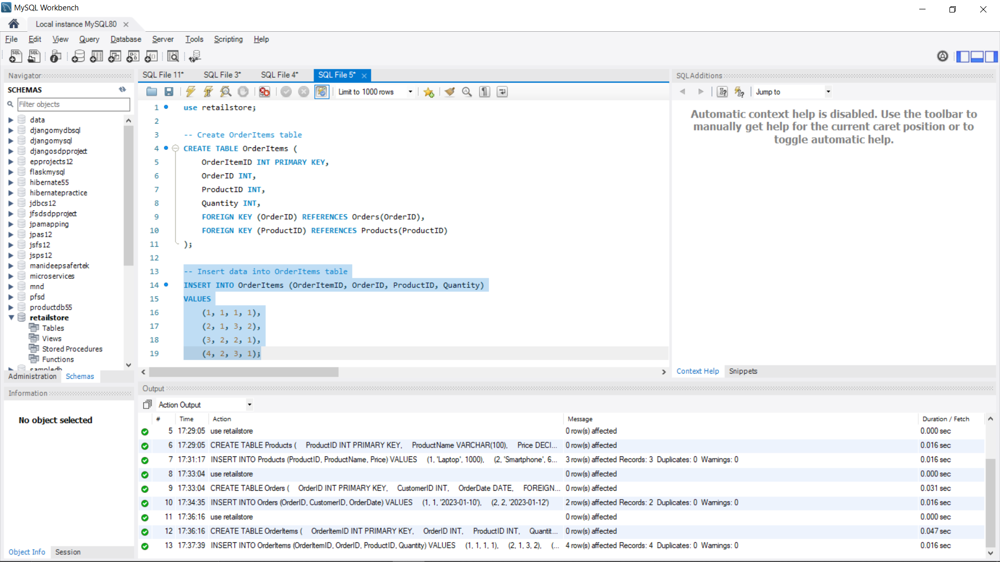 MySQL Workbench
Local instance MySQL80
File Edit View Query Database Server Tools Scripting Help
Navigator
SCHEMAS
Filter objects
data
djangomydbsql
djangomysql
djangosdpproject
epprojects12
flaskmysql
hibernate55
hibernatepractice
jdbcs12
jfsdsdpproject
jpamapping
jpas12
jsfs12
jsps12
manideepsafertek
microservices
mnd
pfsd
productdb55
retailstore
Tables
Views
Stored Procedures
Functions
sampledb
Administration Schemas
Information
No object selected
Object Info Session
SQL File 11* SQL File 3* SQL File 4* SQL File 5*
Limit to 1000 rows
1 use retailstore;
2
3 -- Create OrderItems table
4 CREATE TABLE OrderItems (
5 OrderItemID INT PRIMARY KEY,
6 OrderID INT,
7 ProductID INT,
8 Quantity INT,
9 FOREIGN KEY (OrderID) REFERENCES Orders(OrderID),
10 FOREIGN KEY (ProductID) REFERENCES Products(ProductID)
11 );
12
13 -- Insert data into OrderItems table
14 INSERT INTO OrderItems (OrderItemID, OrderID, ProductID, Quantity)
15 VALUES
16 (1, 1, 1, 1),
17 (2, 1, 3, 2),
18 (3, 2, 2, 1),
19 (4, 2, 3, 1);
SQLAdditions
Jump to
Automatic context help is disabled. Use the toolbar to
manually get help for the current caret position or to
toggle automatic help.
Context Help Snippets
Output
Action Output
# Time Action Message Duration / Fetch
5 17:29:05 use retailstore 0 row(s) affected 0.000 sec
6 17:29:05 CREATE TABLE Products ( ProductID INT PRIMARY KEY, ProductName VARCHAR(100), Price DECI... 0 row(s) affected 0.016 sec
7 17:31:17 INSERT INTO Products (ProductID, ProductName, Price) VALUES (1, 'Laptop', 1000), (2, 'Smartphone', 6... 3 row(s) affected Records: 3 Duplicates: 0 Warnings: 0 0.016 sec
8 17:33:04 use retailstore 0 row(s) affected 0.000 sec
9 17:33:04 CREATE TABLE Orders ( OrderID INT PRIMARY KEY, CustomerID INT, OrderDate DATE, FOREIGN... 0 row(s) affected 0.031 sec
10 17:34:35 INSERT INTO Orders (OrderID, CustomerID, OrderDate) VALUES (1, 1, '2023-01-10'), (2, 2, '2023-01-12') 2 row(s) affected Records: 2 Duplicates: 0 Warnings: 0 0.016 sec
11 17:36:16 use retailstore 0 row(s) affected 0.000 sec
12 17:36:16 CREATE TABLE OrderItems ( OrderItemID INT PRIMARY KEY, OrderID INT, ProductID INT, Quantit... 0 row(s) affected 0.047 sec
13 17:37:39 INSERT INTO OrderItems (OrderItemID, OrderID, ProductID, Quantity) VALUES (1, 1, 1, 1), (2, 1, 3, 2), (... 4 row(s) affected Records: 4 Duplicates: 0 Warnings: 0 0.016 sec